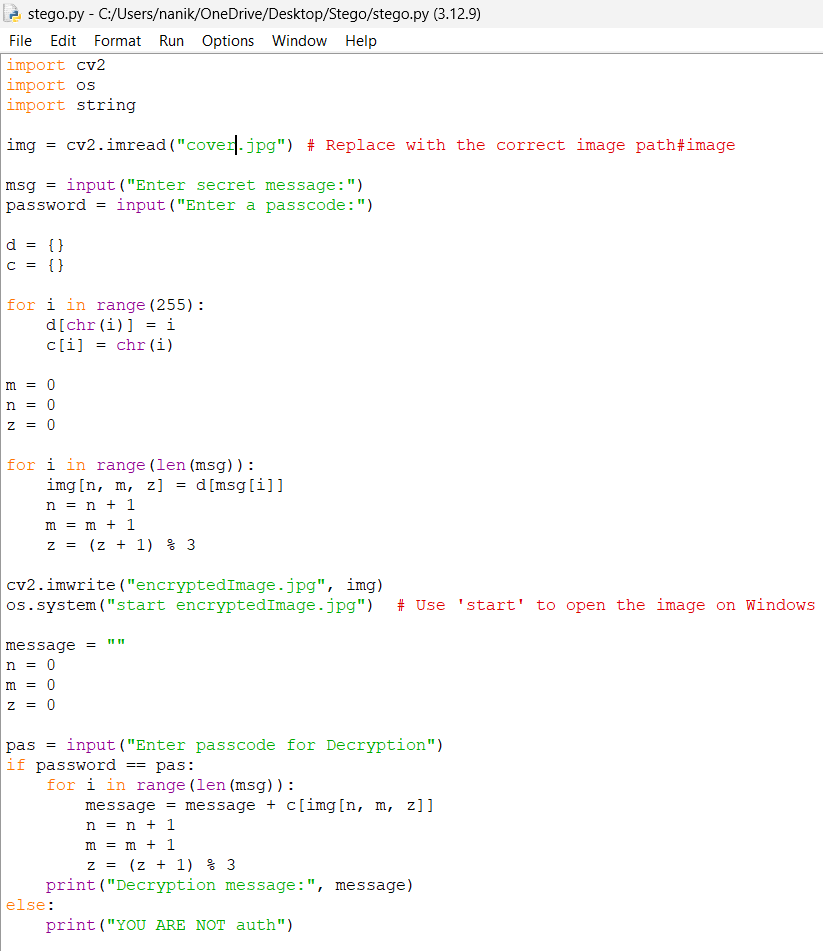 stego.py - C:/Users/nanik/OneDrive/Desktop/Stego/stego.py (3.12.9)
File Edit Format Run Options Window Help
import cv2
import os
import string

img = cv2.imread("cover.jpg") # Replace with the correct image path#image

msg = input("Enter secret message:")
password = input("Enter a passcode:")

d = {}
c = {}

for i in range(255):
    d[chr(i)] = i
    c[i] = chr(i)

m = 0
n = 0
z = 0

for i in range(len(msg)):
    img[n, m, z] = d[msg[i]]
    n = n + 1
    m = m + 1
    z = (z + 1) % 3

cv2.imwrite("encryptedImage.jpg", img)
os.system("start encryptedImage.jpg")  # Use 'start' to open the image on Windows

message = ""
n = 0
m = 0
z = 0

pas = input("Enter passcode for Decryption")
if password == pas:
    for i in range(len(msg)):
        message = message + c[img[n, m, z]]
        n = n + 1
        m = m + 1
        z = (z + 1) % 3
    print("Decryption message:", message)
else:
    print("YOU ARE NOT auth")